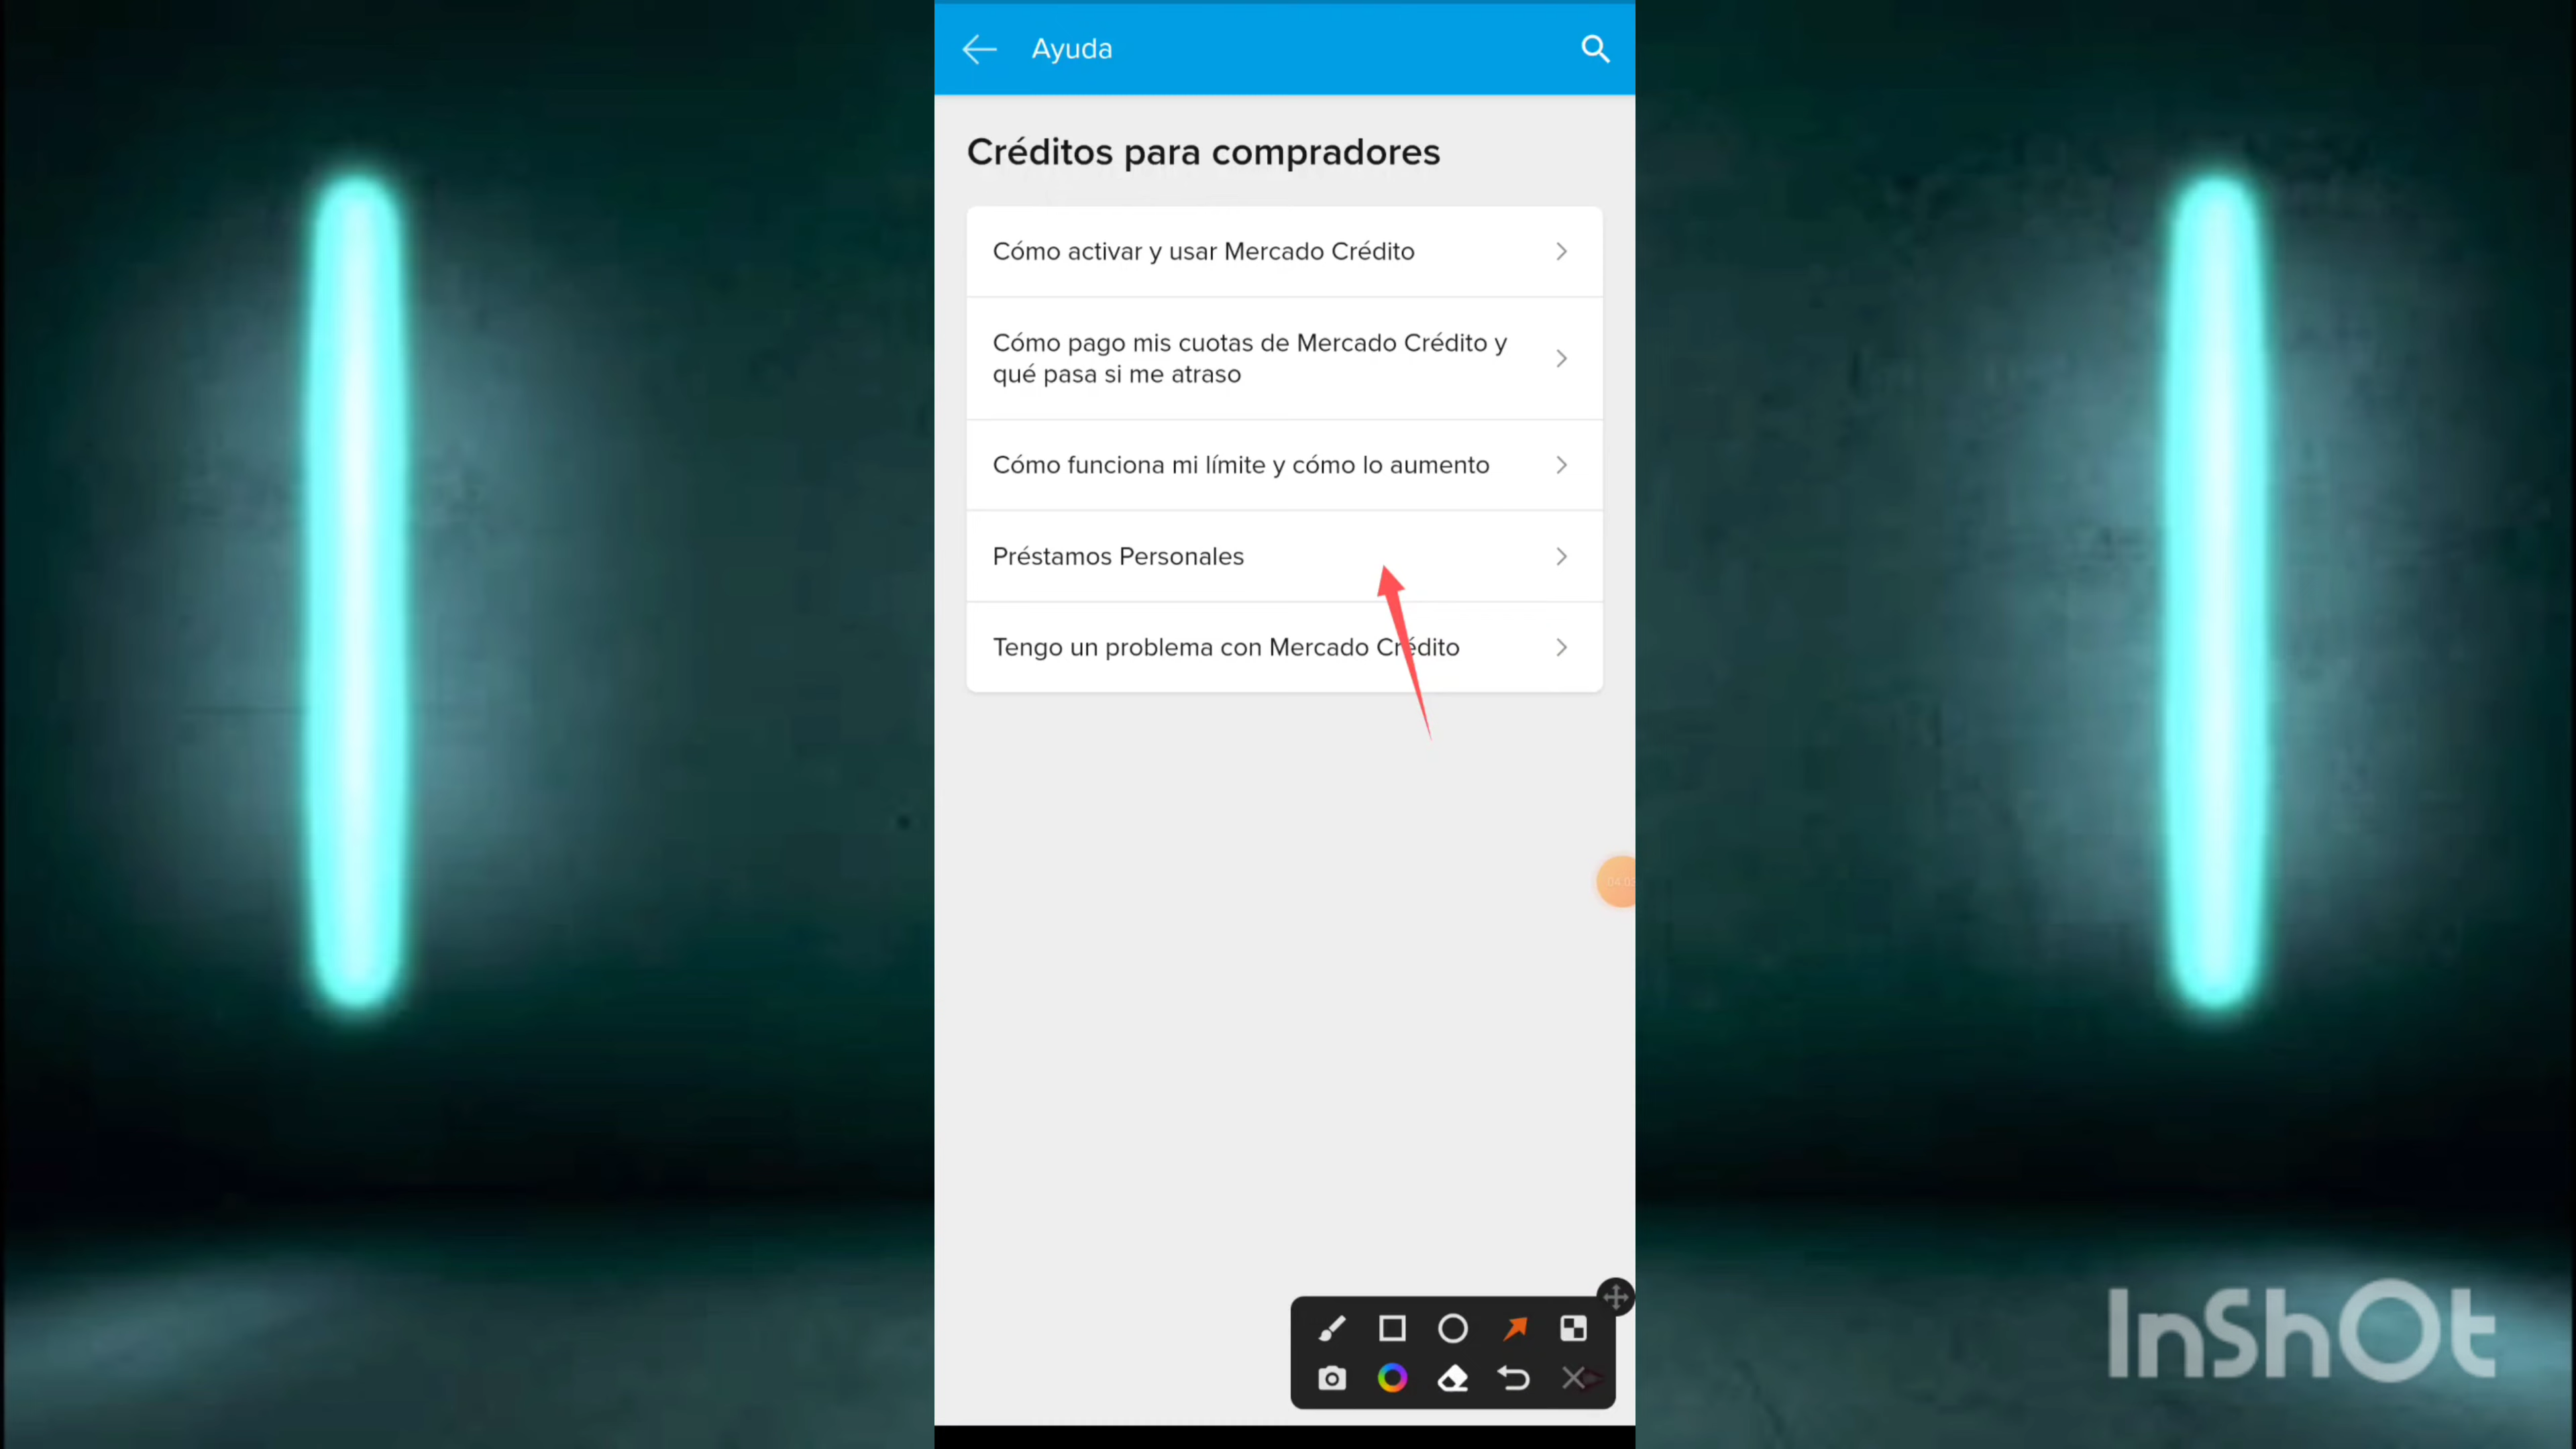 Ayuda
Créditos para compradores
Cómo activar y usar Mercado Crédito
Cómo pago mis cuotas de Mercado Crédito y
qué pasa si me atraso
Cómo funciona mi límite y cómo lo aumento
Préstamos Personales
Tengo un problema con Mercado Crédito
InShOt